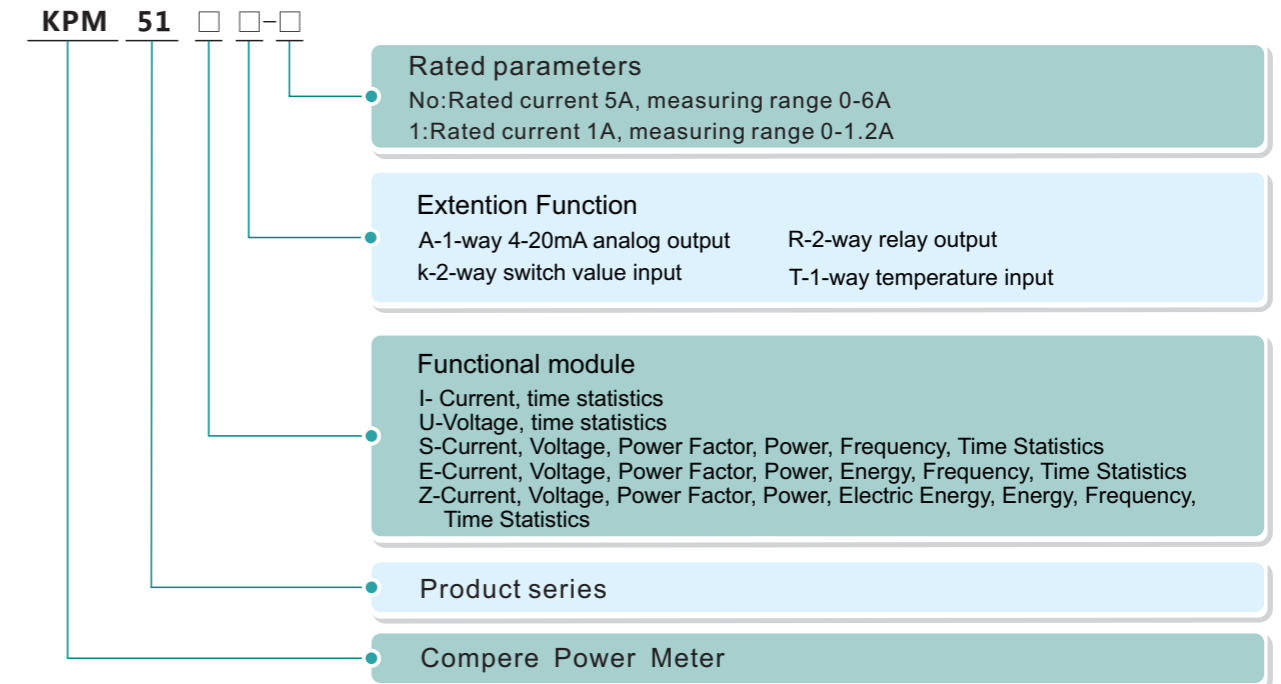 KPM 51 □ □-□
Rated parameters
No:Rated current 5A, measuring range 0-6A
1:Rated current 1A, measuring range 0-1.2A
Extention Function
A-1-way 4-20mA analog output R-2-way relay output
k-2-way switch value input T-1-way temperature input
Functional module
I- Current, time statistics
U-Voltage, time statistics
S-Current, Voltage, Power Factor, Power, Frequency, Time Statistics
E-Current, Voltage, Power Factor, Power, Energy, Frequency, Time Statistics
Z-Current, Voltage, Power Factor, Power, Electric Energy, Energy, Frequency,
Time Statistics
Product series
Compere Power Meter